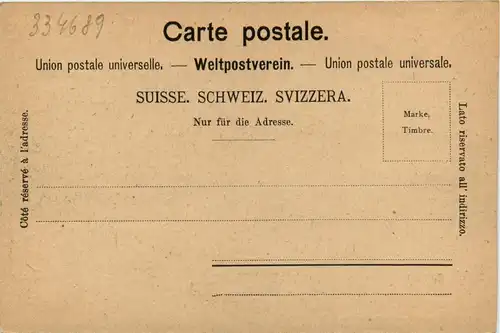 334689
Carte postale.
Union postale universelle. — Weltpostverein. — Union postale universale.
SUISSE. SCHWEIZ. SVIZZERA.
Nur für die Adresse.
Marke,
Timbre.
Côté réservé à l'adresse.
Lato riservato all' indirizzo.